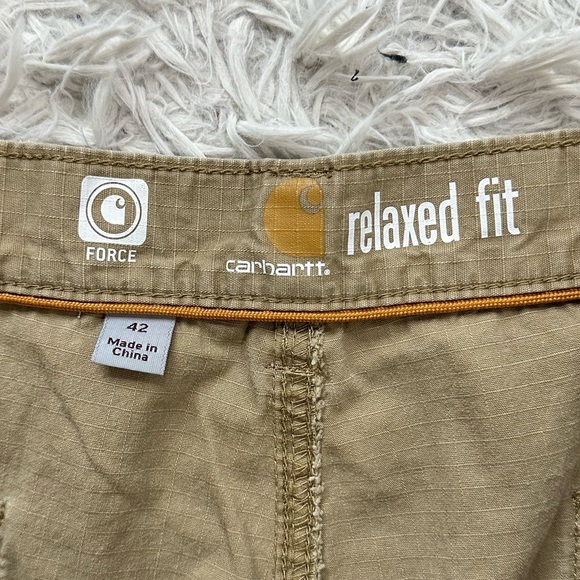 FORCE
carhartt.
relaxed fit
42
Made in
China